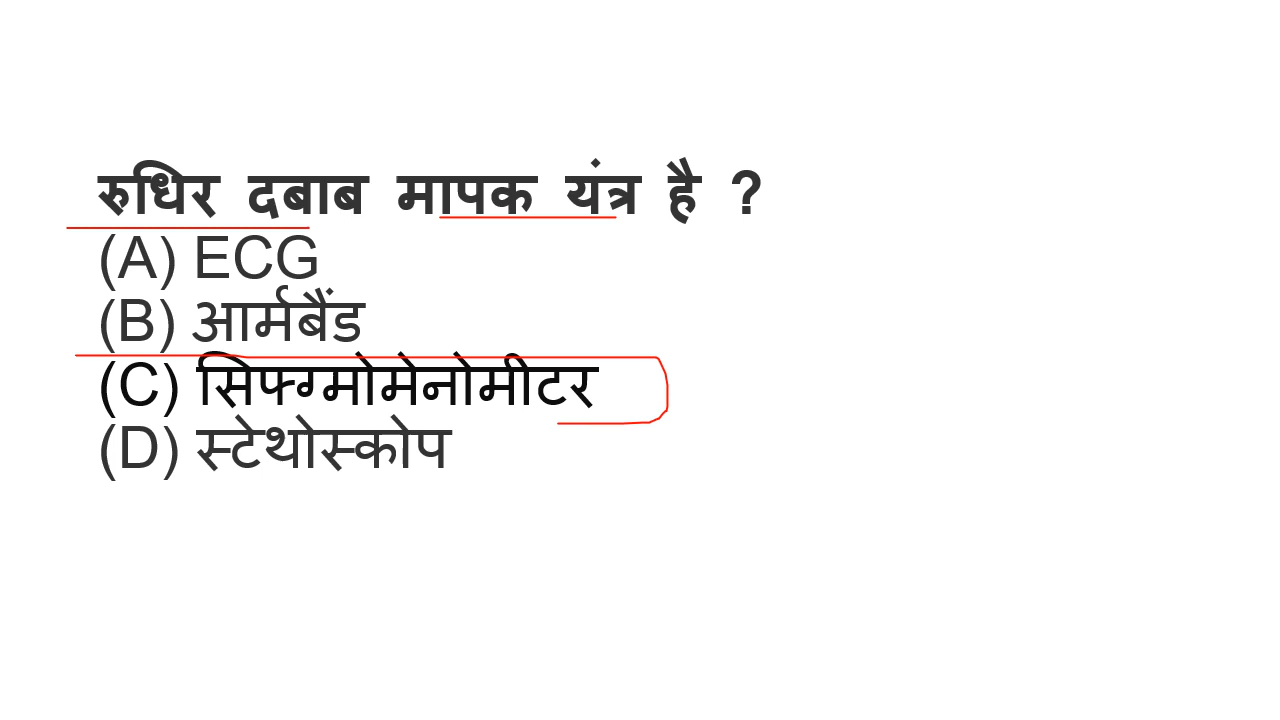 रुधिर दबाब मापक यंत्र है ?
(A) ECG
(B) आर्मबैंड
(C) सिफ्ग्मोमेनोमीटर
(D) स्टेथोस्कोप